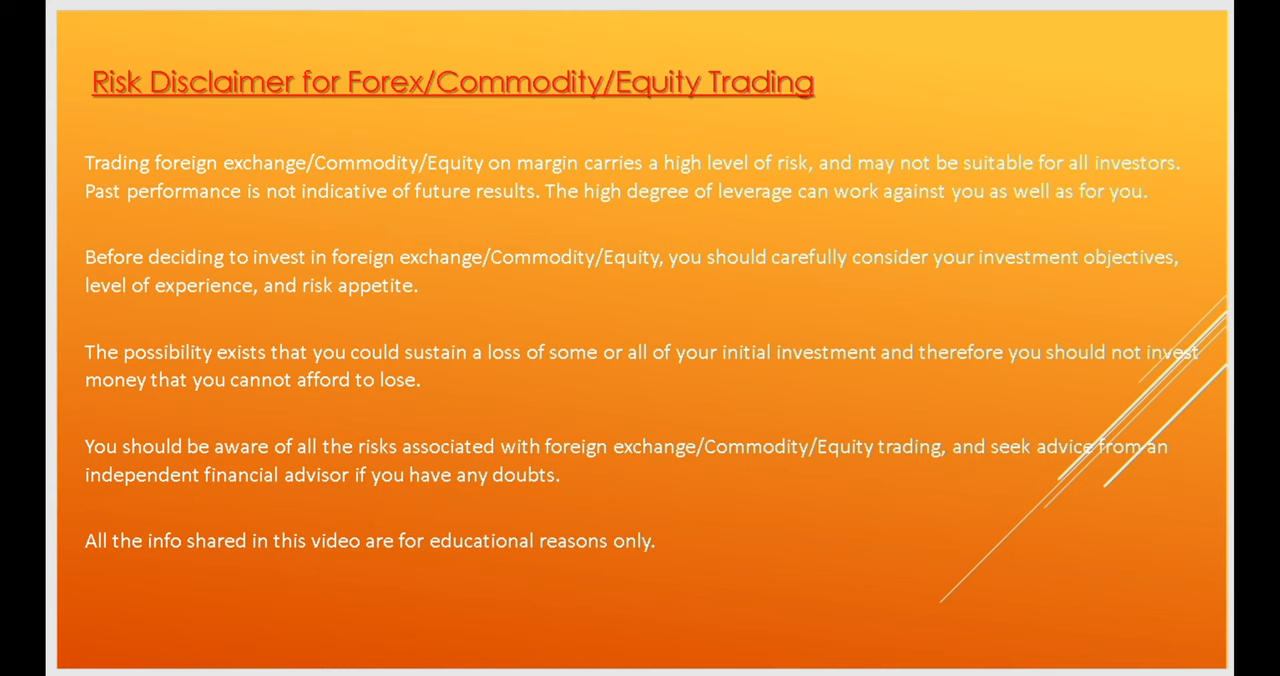 Risk Disclaimer for Forex/Commodity/Equity Trading
Trading foreign exchange/Commodity/Equity on margin carries a high level of risk, and may not be suitable for all investors.
Past performance is not indicative of future results. The high degree of leverage can work against you as well as for you.
Before deciding to invest in foreign exchange/Commodity/Equity, you should carefully consider your investment objectives,
level of experience, and risk appetite.
The possibility exists that you could sustain a loss of some or all of your initial investment and therefore you should not invest
money that you cannot afford to lose.
You should be aware of all the risks associated with foreign exchange/Commodity/Equity trading, and seek advice from an
independent financial advisor if you have any doubts.
All the info shared in this video are for educational reasons only.